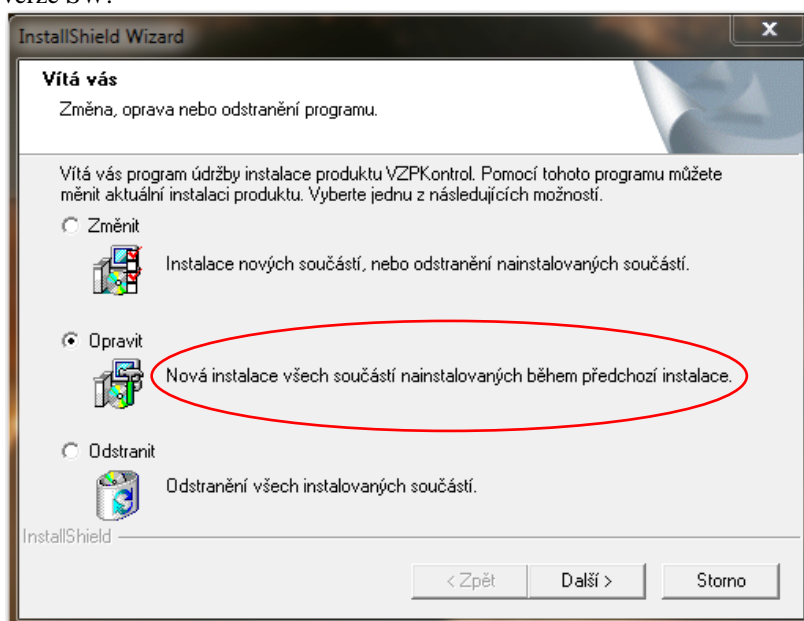 verze SW:
InstallShield Wizard
x
Vítá vás
Změna, oprava nebo odstranění programu.
Vítá vás program údržby instalace produktu VZPKontrol. Pomocí tohoto programu můžete
měnit aktuální instalaci produktu. Vyberte jednu z následujících možností.
Změnit
Instalace nových součástí, nebo odstranění nainstalovaných součástí.
Opravit
Nová instalace všech součástí nainstalovaných během předchozí instalace.
Odstranit
Odstranění všech instalovaných součástí.
InstallShield
< Zpět Další > Storno